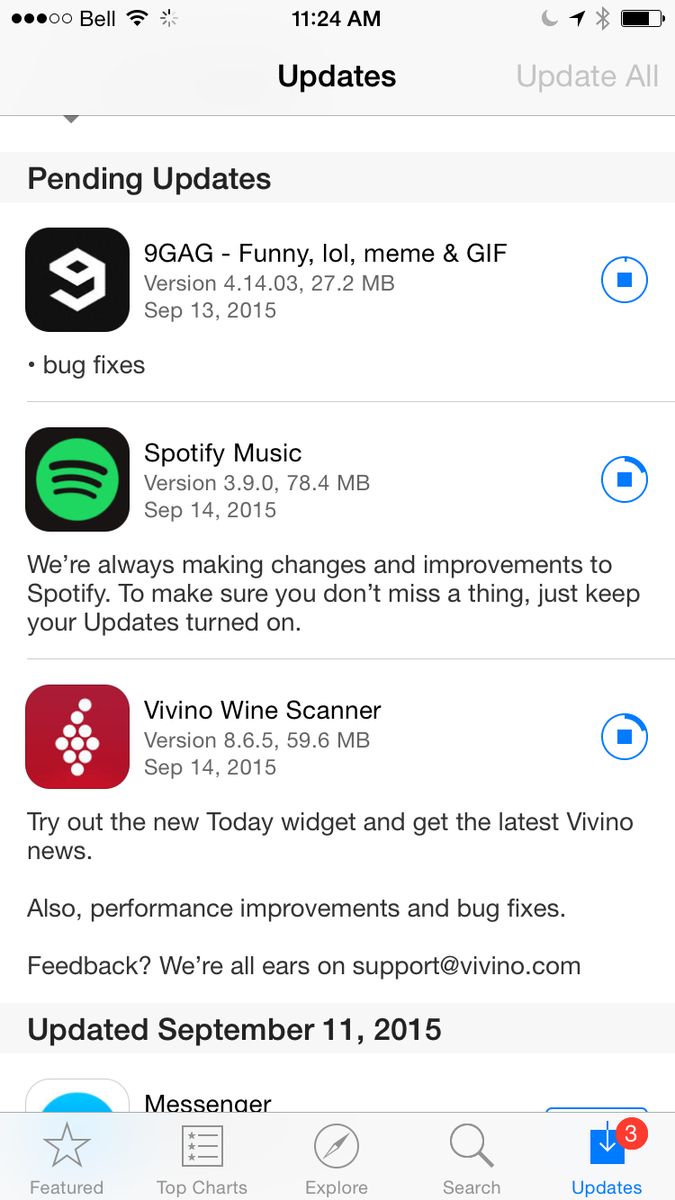 Bell 11:24 AM
Updates Update All
Pending Updates
9GAG - Funny, lol, meme & GIF
Version 4.14.03, 27.2 MB
Sep 13, 2015
• bug fixes
Spotify Music
Version 3.9.0, 78.4 MB
Sep 14, 2015
We’re always making changes and improvements to
Spotify. To make sure you don’t miss a thing, just keep
your Updates turned on.
Vivino Wine Scanner
Version 8.6.5, 59.6 MB
Sep 14, 2015
Try out the new Today widget and get the latest Vivino
news.
Also, performance improvements and bug fixes.
Feedback? We’re all ears on support@vivino.com
Updated September 11, 2015
Messenger
3
Featured Top Charts Explore Search Updates